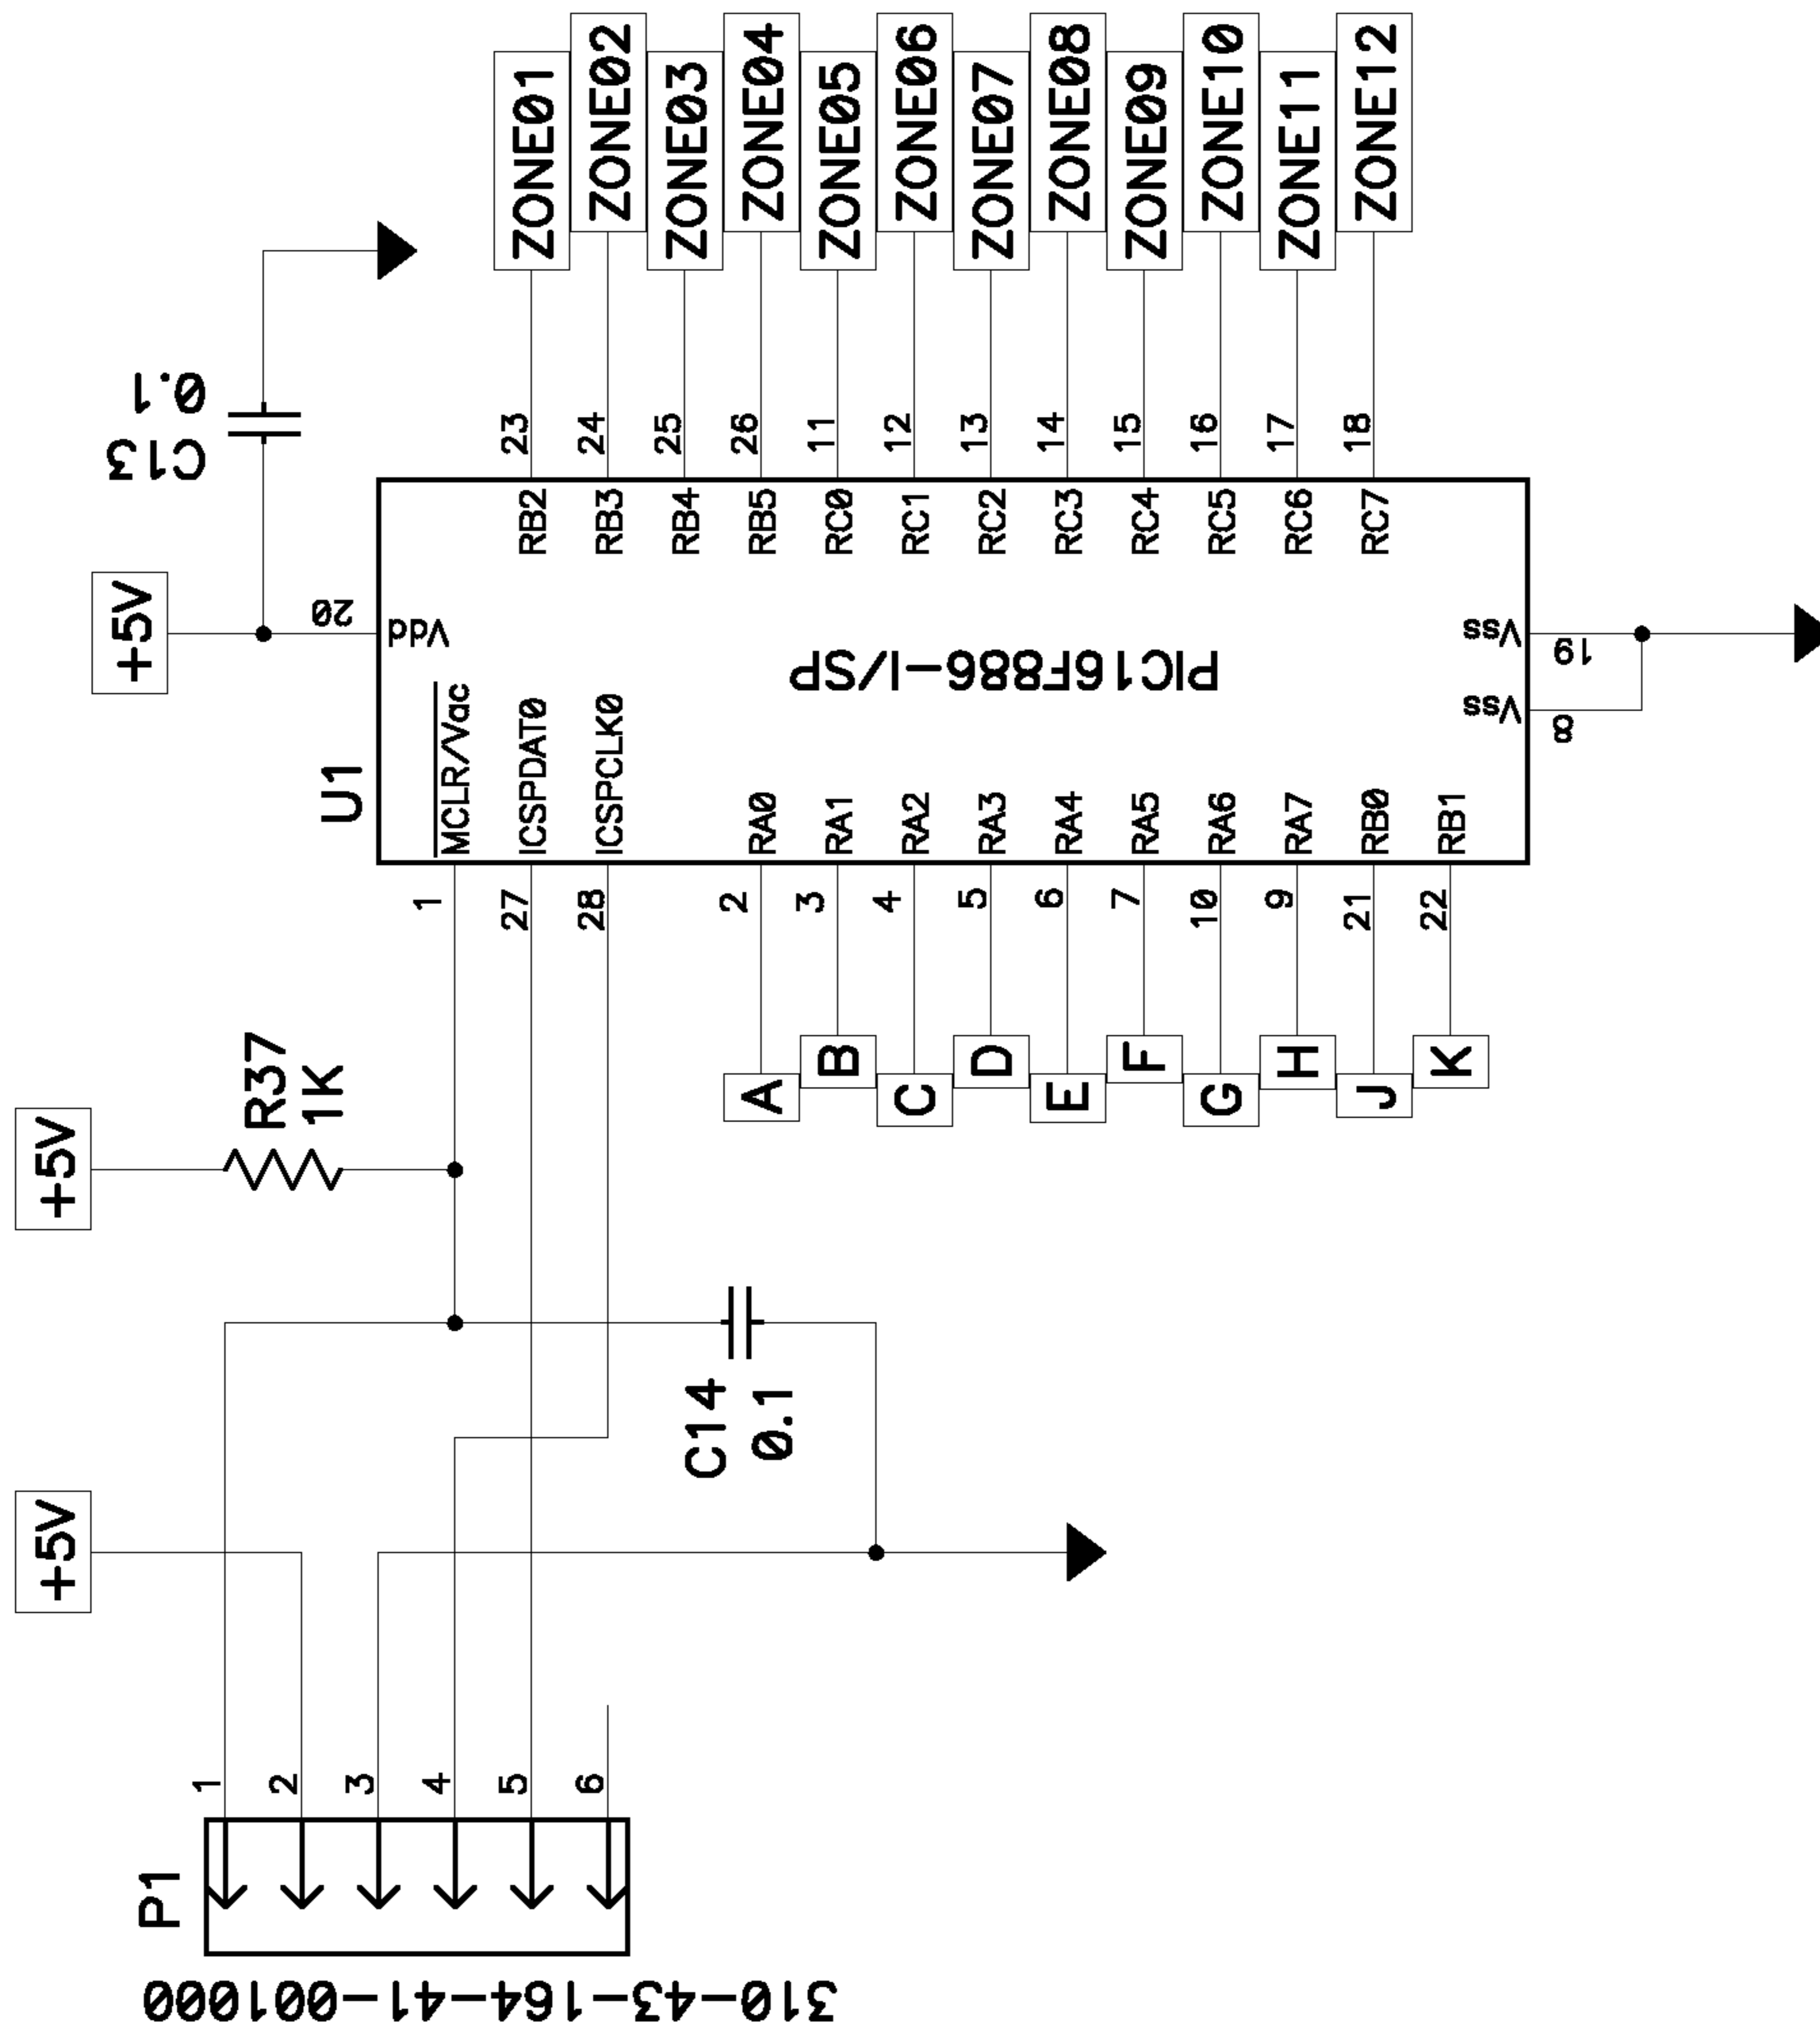 +5V
+5V
+5V
P1
310-43-164-41-001000
1
2
3
4
5
6
R37
1K
C14
0.1
C13
0.1
U1
PIC16F886-I/SP
20
Vdd
1 MCLR/Vac
27 ICSPDAT0
28 ICSPCLK0
A 2 RA0
B 3 RA1
C 4 RA2
D 5 RA3
E 6 RA4
F 7 RA5
G 10 RA6
H 9 RA7
J 21 RB0
K 22 RB1
RB2 23 ZONE01
RB3 24 ZONE02
RB4 25 ZONE03
RB5 26 ZONE04
RC0 11 ZONE05
RC1 12 ZONE06
RC2 13 ZONE07
RC3 14 ZONE08
RC4 15 ZONE09
RC5 16 ZONE10
RC6 17 ZONE11
RC7 18 ZONE12
Vss
8
Vss
19